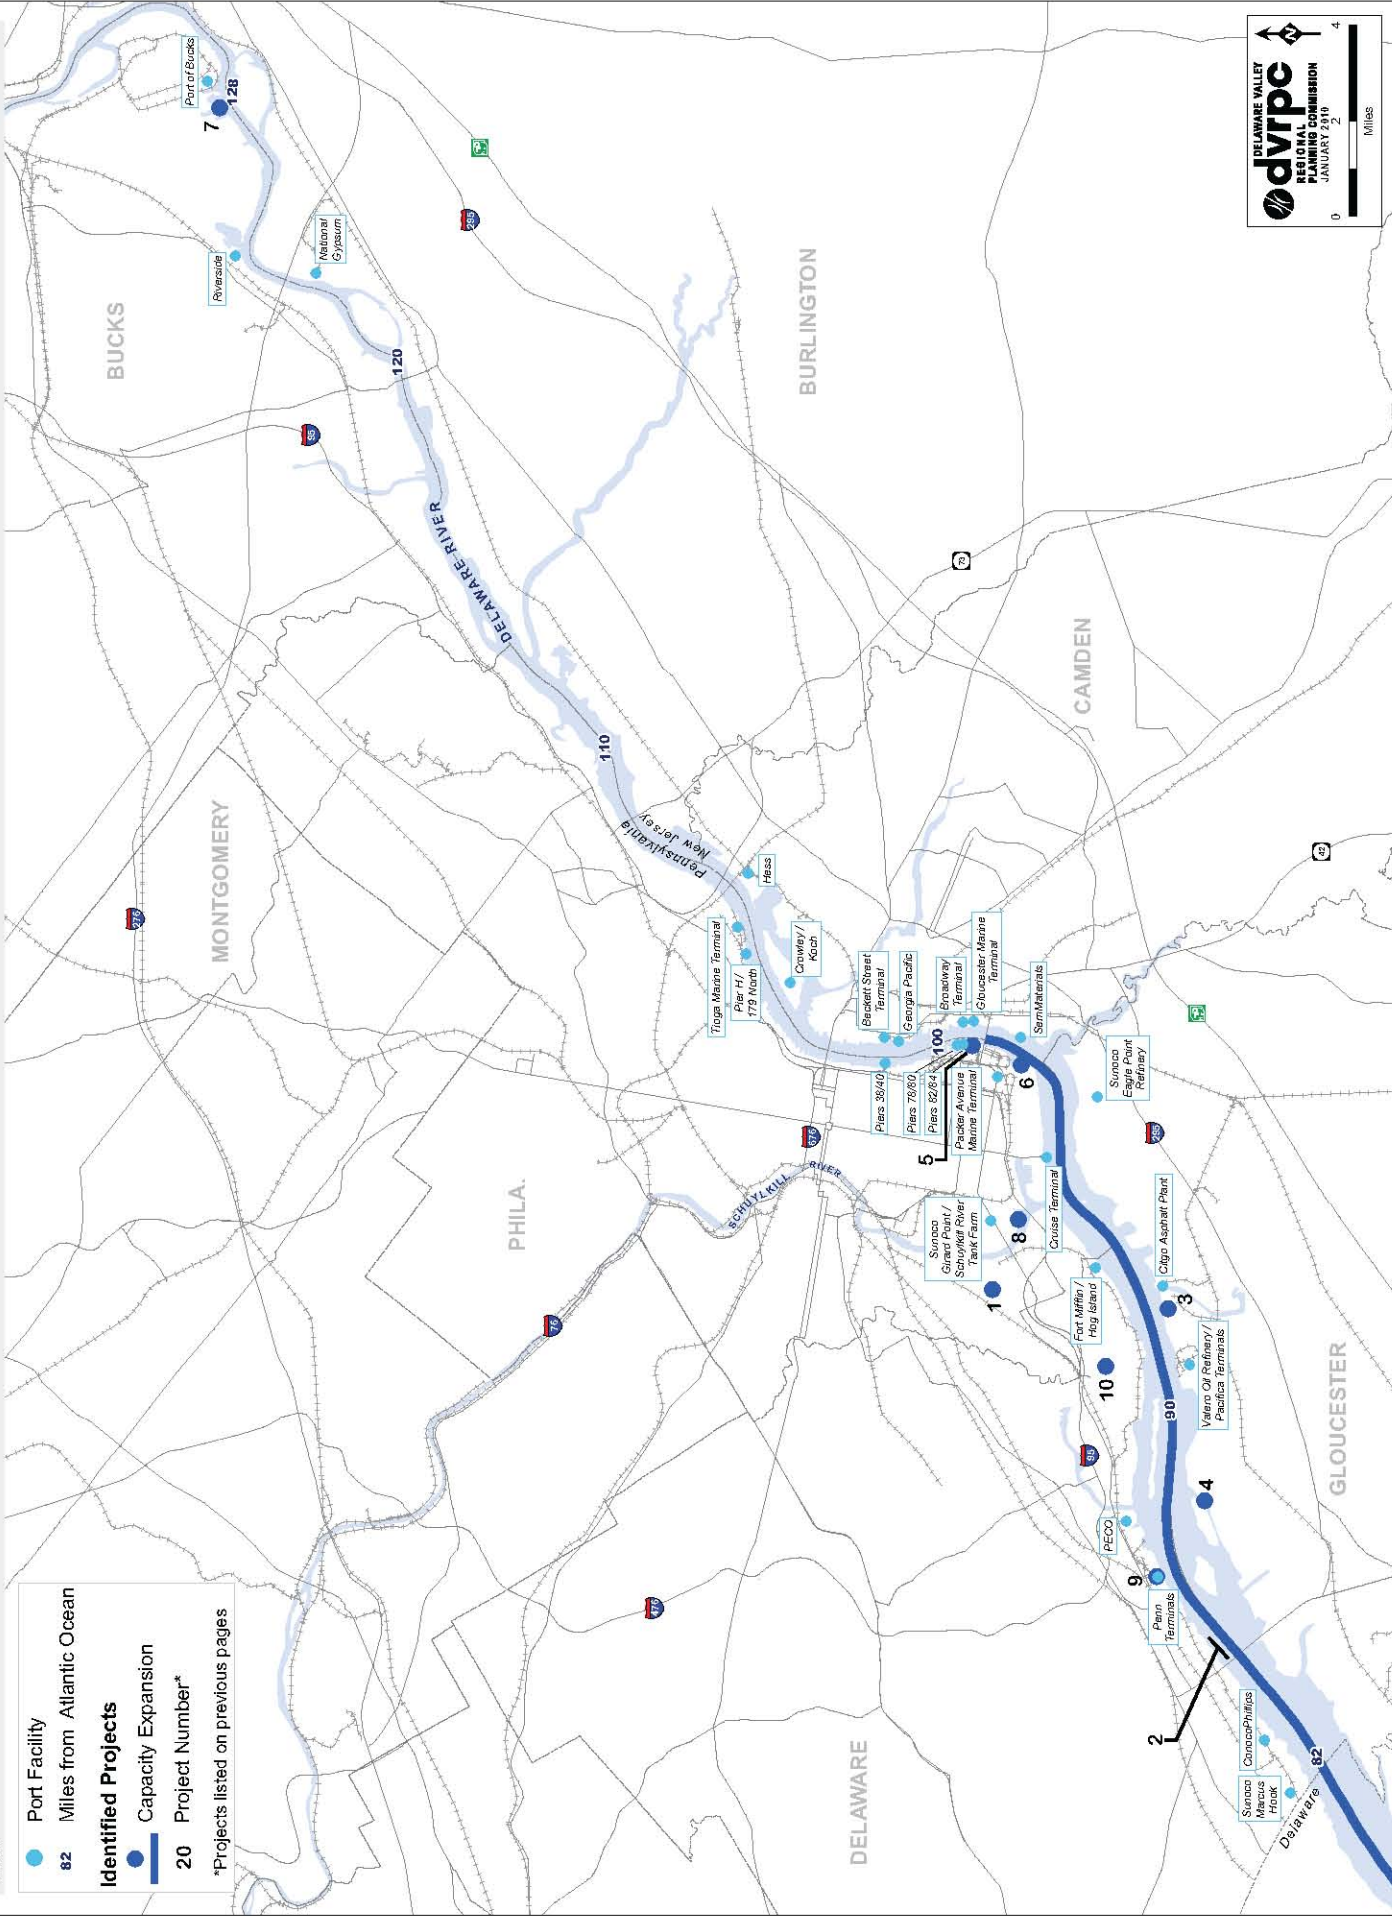 Port Facility
82 Miles from Atlantic Ocean
Identified Projects
Capacity Expansion
20 Project Number*
*Projects listed on previous pages
DELAWARE VALLEY
dvrpc
REGIONAL
PLANNING COMMISSION
JANUARY 2010
N
0 2 4
Miles
BUCKS
MONTGOMERY
PHILA.
DELAWARE
BURLINGTON
CAMDEN
GLOUCESTER
DELAWARE RIVER
SCHUYLKILL
RIVER
Pennsylvania
New Jersey
Delaware
Port of Bucks
7
128
Riverside
National
Gypsum
120
110
Hess
Tioga Marine Terminal
Pier H /
179 North
Crowley /
Koch
Beckett Street
Terminal
Georgia Pacific
Broadway
Terminal
Gloucester Marine
Terminal
SemMaterials
100
Piers 38/40
Piers 78/80
Piers 82/84
Packer Avenue
Marine Terminal
5
6
Sunoco
Eagle Point
Refinery
Cruise Terminal
Sunoco
Girard Point /
Schuylkill River
Tank Farm
8
1
Fort Mifflin /
Hog Island
Citgo Asphalt Plant
3
10
Valero Oil Refinery /
Pacifica Terminals
90
4
PECO
9
Penn
Terminals
2
ConocoPhillips
Sunoco
Marcus
Hook
82
276
95
295
73
676
76
42
295
95
476